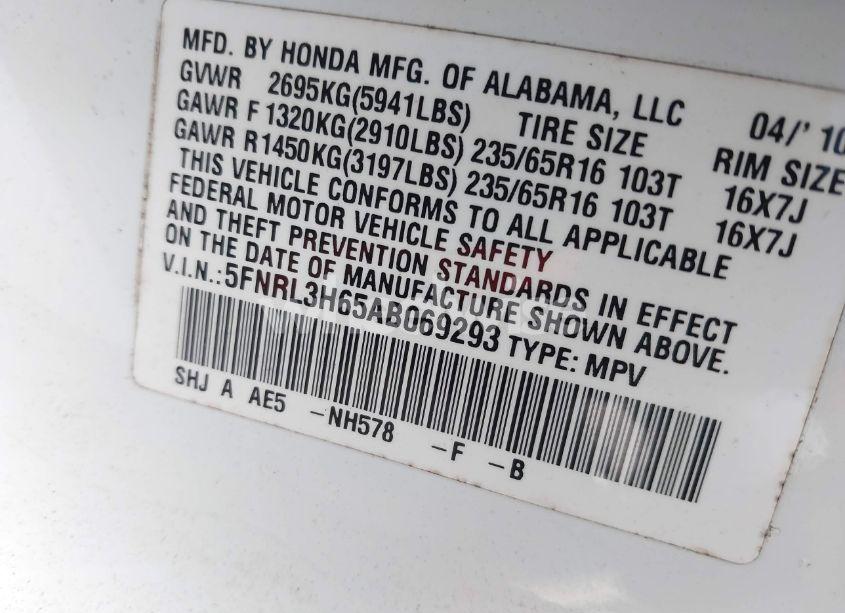 MFD. BY HONDA MFG. OF ALABAMA, LLC 04/'10
GVWR 2695KG(5941LBS) TIRE SIZE RIM SIZE
GAWR F 1320KG(2910LBS) 235/65R16 103T 16X7J
GAWR R1450KG(3197LBS) 235/65R16 103T 16X7J
THIS VEHICLE CONFORMS TO ALL APPLICABLE
FEDERAL MOTOR VEHICLE SAFETY
AND THEFT PREVENTION STANDARDS IN EFFECT
ON THE DATE OF MANUFACTURE SHOWN ABOVE.
V.I.N.:5FNRL3H65AB069293 TYPE: MPV
SHJ A AE5 -NH578 -F -B